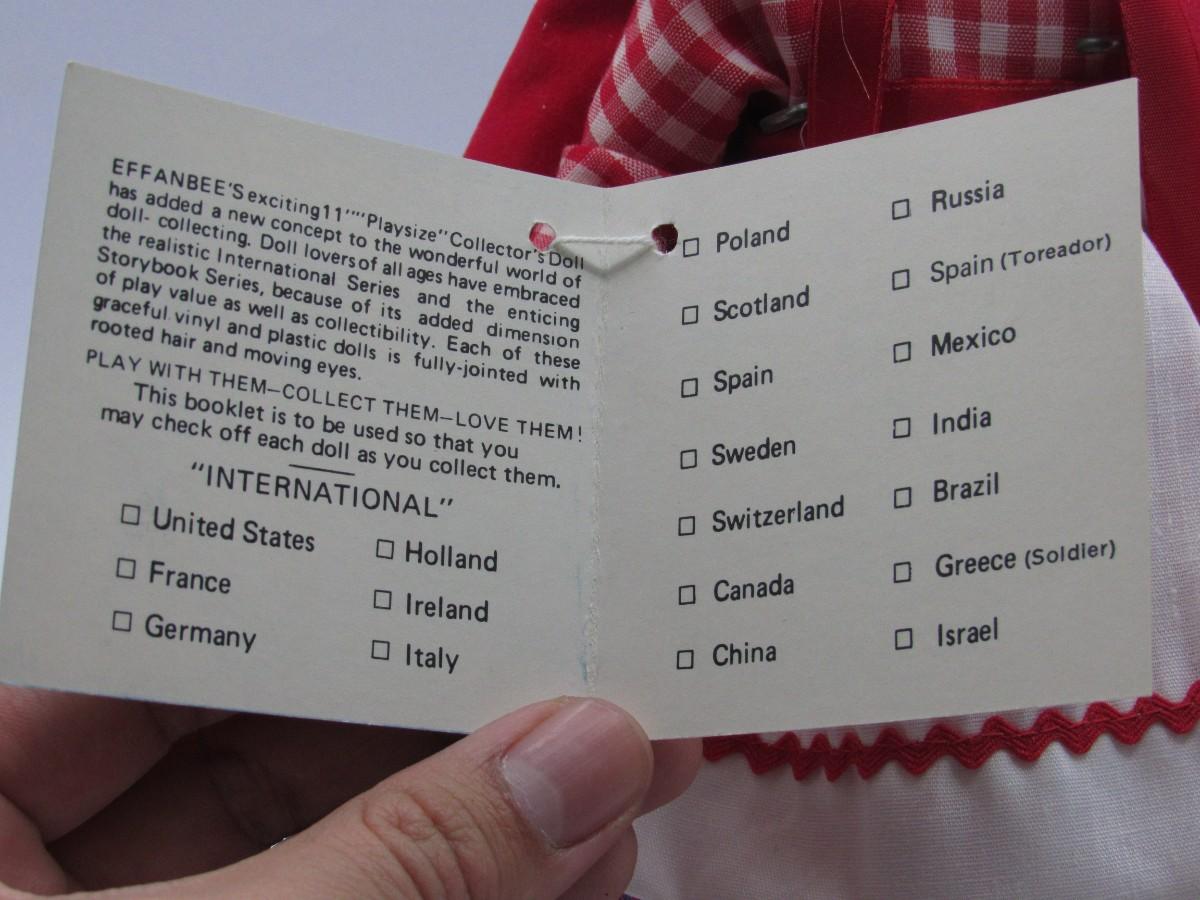 EFFANBEE'S exciting 11"" "Playsize" Collector's Doll
has added a new concept to the wonderful world of
doll- collecting. Doll lovers of all ages have embraced
the realistic International Series and the enticing
Storybook Series, because of its added dimension
of play value as well as collectibility. Each of these
graceful vinyl and plastic dolls is fully-jointed with
rooted hair and moving eyes.
PLAY WITH THEM—COLLECT THEM—LOVE THEM!
This booklet is to be used so that you
may check off each doll as you collect them.
"INTERNATIONAL"
United States
France
Germany
Holland
Ireland
Italy
Poland
Scotland
Spain
Sweden
Switzerland
Canada
China
Russia
Spain (Toreador)
Mexico
India
Brazil
Greece (Soldier)
Israel